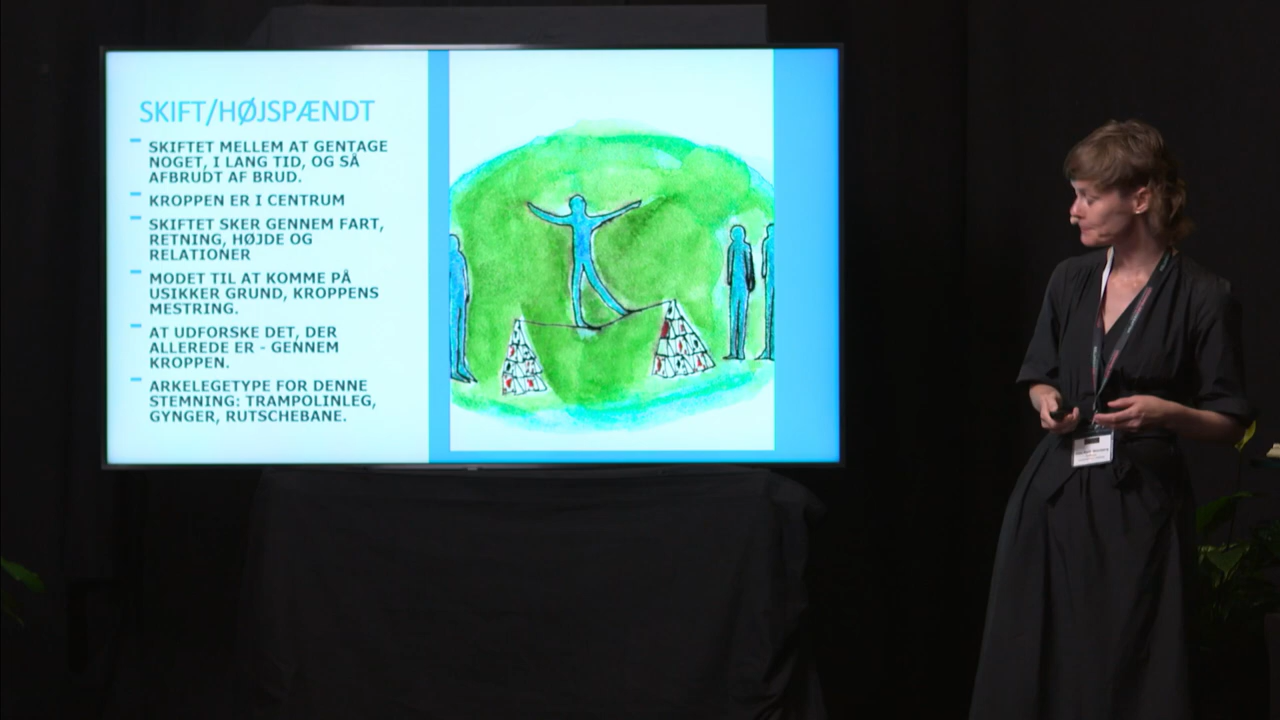 SKIFT/HØJSPÆNDT
SKIFTET MELLEM AT GENTAGE
NOGET, I LANG TID, OG SÅ
AFBRUDT AF BRUD.
KROPPEN ER I CENTRUM
SKIFTET SKER GENNEM FART,
RETNING, HØJDE OG
RELATIONER
MODET TIL AT KOMME PÅ
USIKKER GRUND, KROPPENS
MESTRING.
AT UDFORSKE DET, DER
ALLEREDE ER - GENNEM
KROPPEN.
ARKELEGETYPE FOR DENNE
STEMNING: TRAMPOLINLEG,
GYNGER, RUTSCHEBANE.